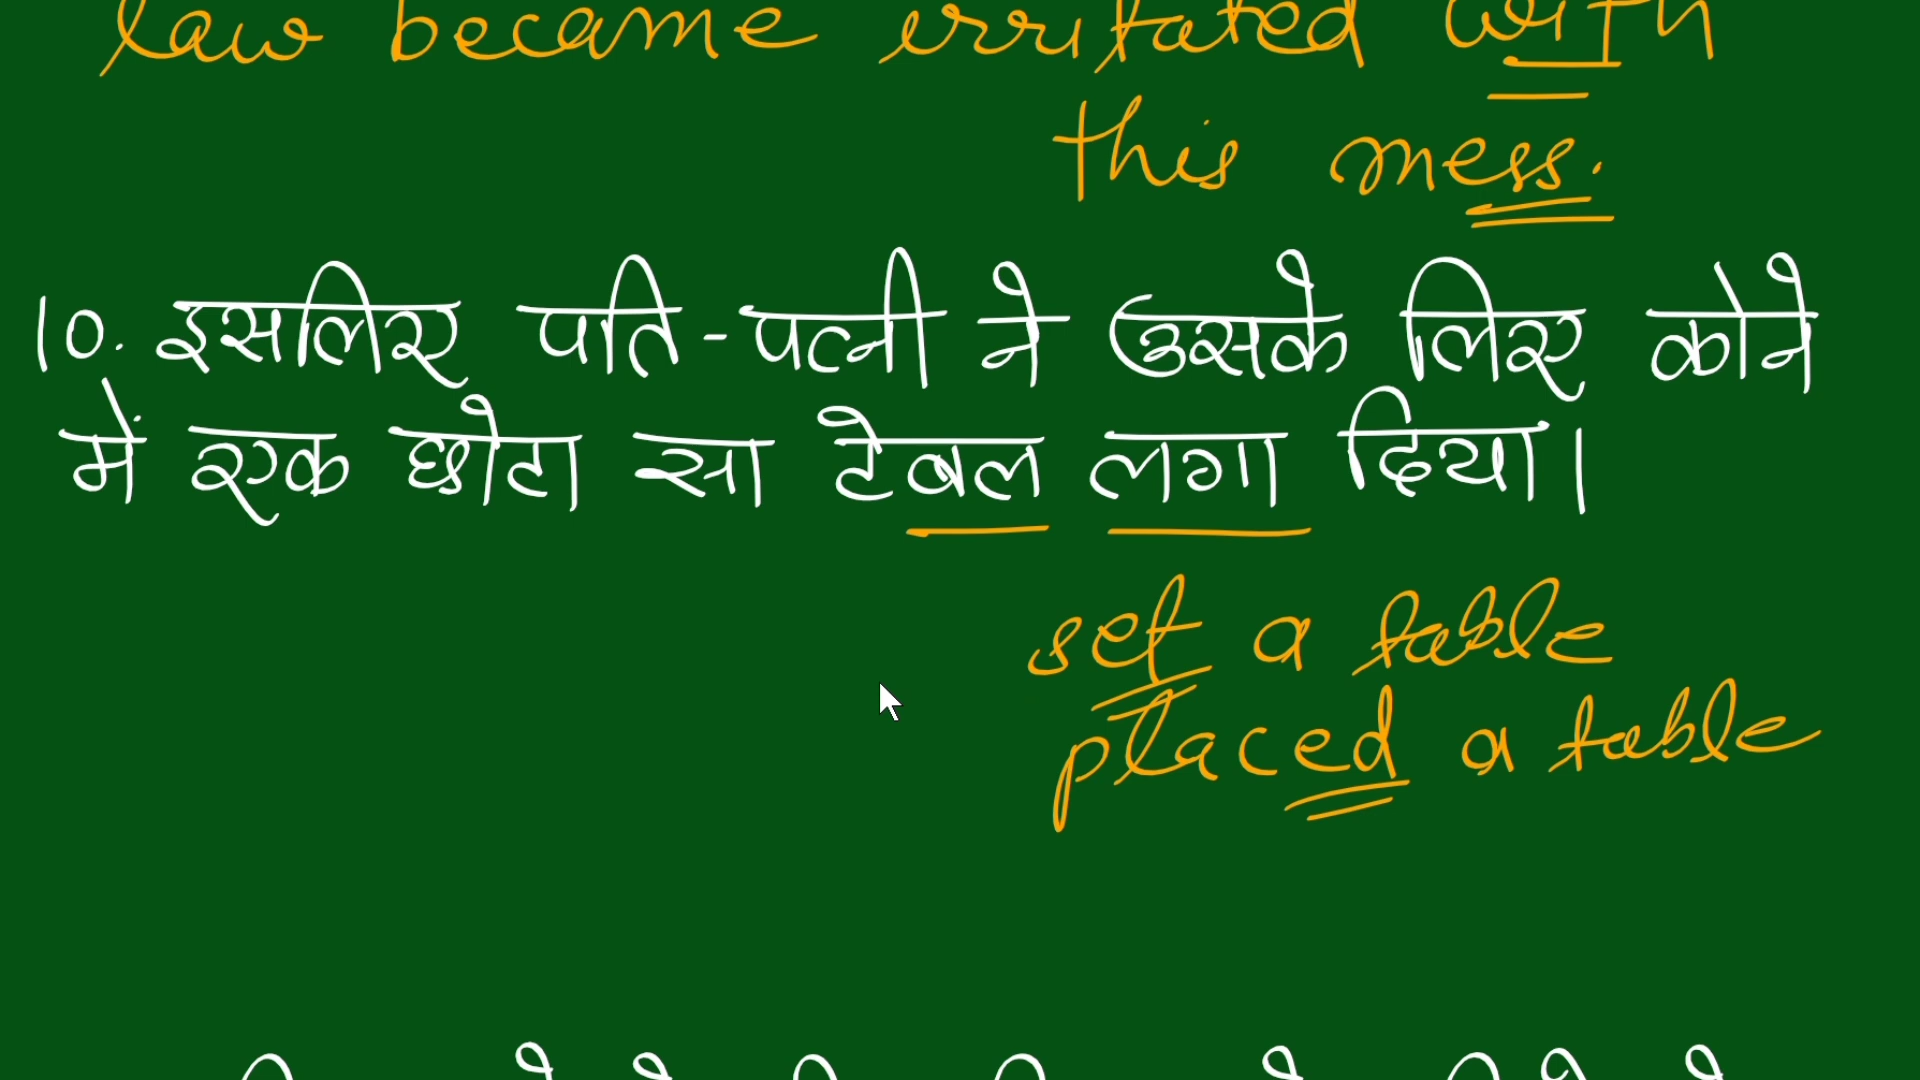 law became irritated with
this mess.
10. इसलिए पति-पत्नी ने उसके लिए कोने
में एक छोटा सा टेबल लगा दिया।
set a table
placed a table